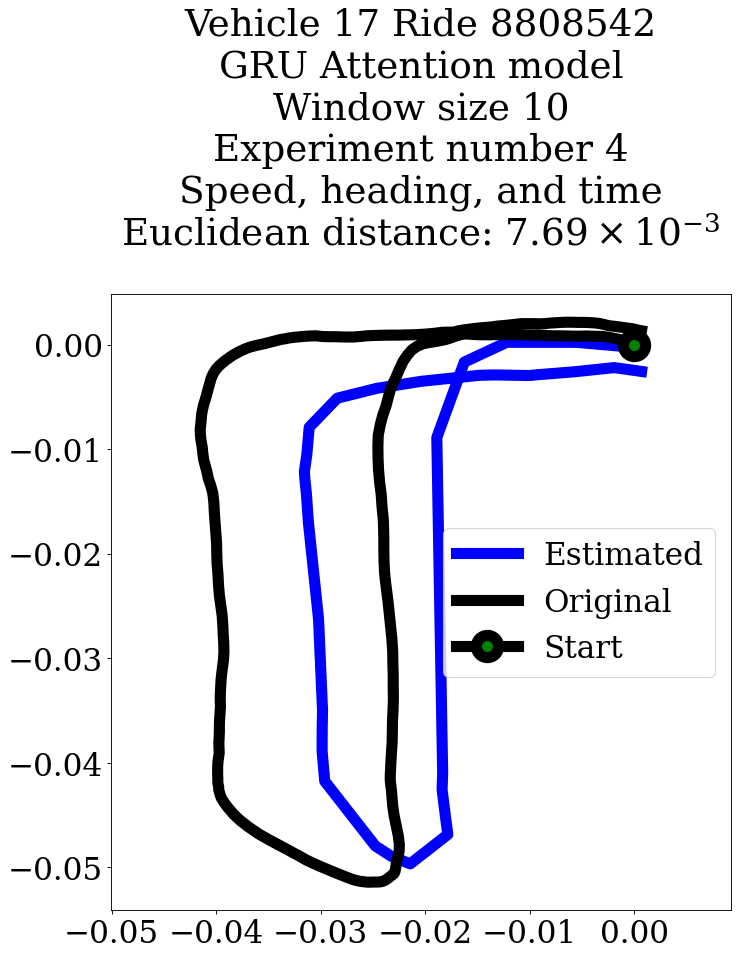 Vehicle 17 Ride 8808542
GRU Attention model
Window size 10
Experiment number 4
Speed, heading, and time
Euclidean distance: 7.69 × 10⁻³
0.00
−0.01
−0.02
−0.03
−0.04
−0.05
Estimated
Original
Start
−0.05 −0.04 −0.03 −0.02 −0.01 0.00